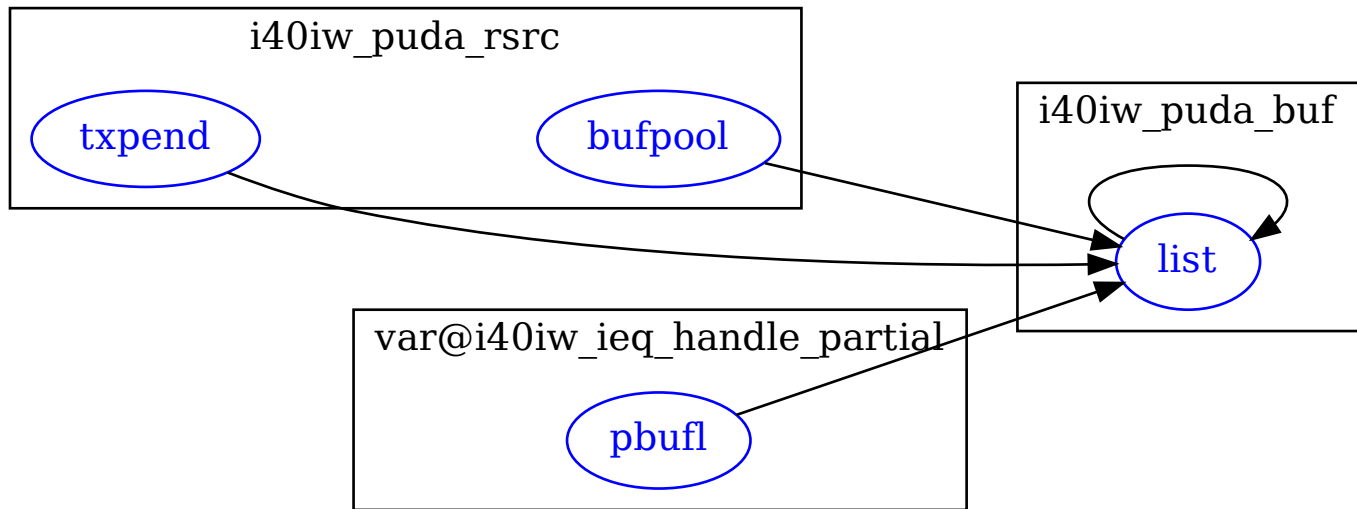 i40iw_puda_rsrc
txpend
bufpool
i40iw_puda_buf
list
var@i40iw_ieq_handle_partial
pbufl